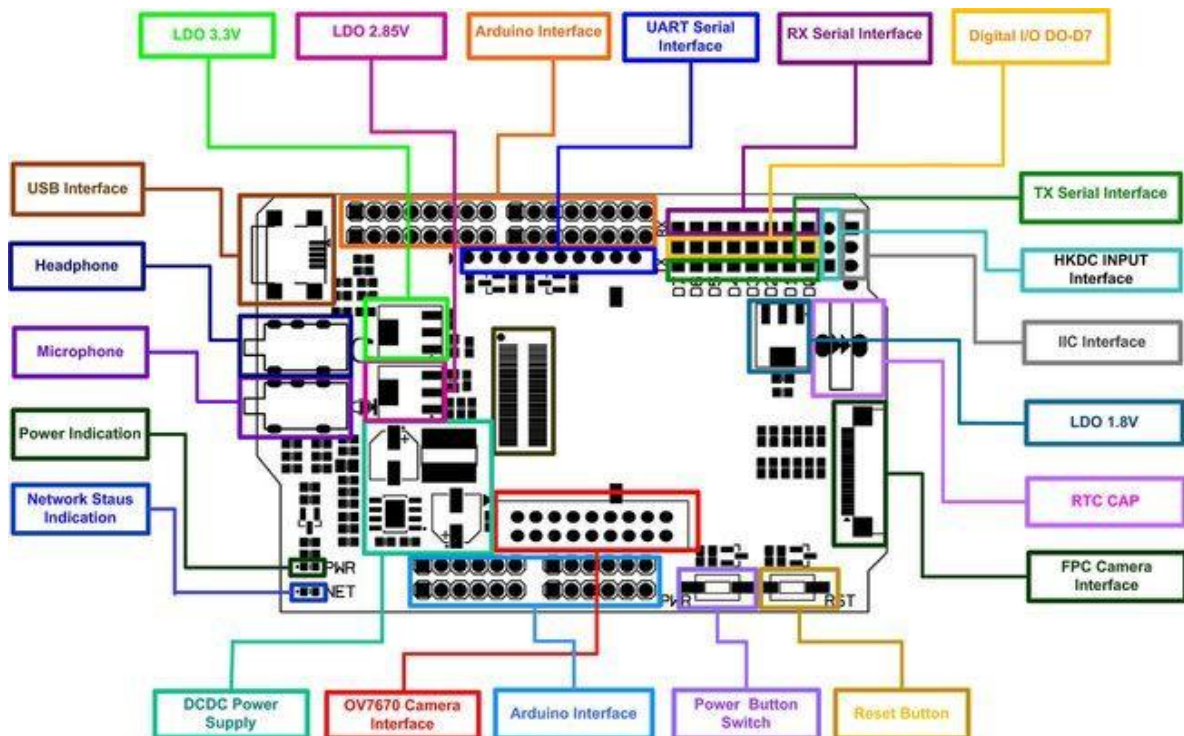 LDO 3.3V
LDO 2.85V
Arduino Interface
UART Serial
Interface
RX Serial Interface
Digital I/O DO-D7
USB Interface
TX Serial Interface
Headphone
HKDC INPUT
Interface
Microphone
IIC Interface
Power Indication
LDO 1.8V
Network Staus
Indication
RTC CAP
FPC Camera
Interface
PWR
NET
PWR
RST
DCDC Power
Supply
OV7670 Camera
Interface
Arduino Interface
Power Button
Switch
Reset Button